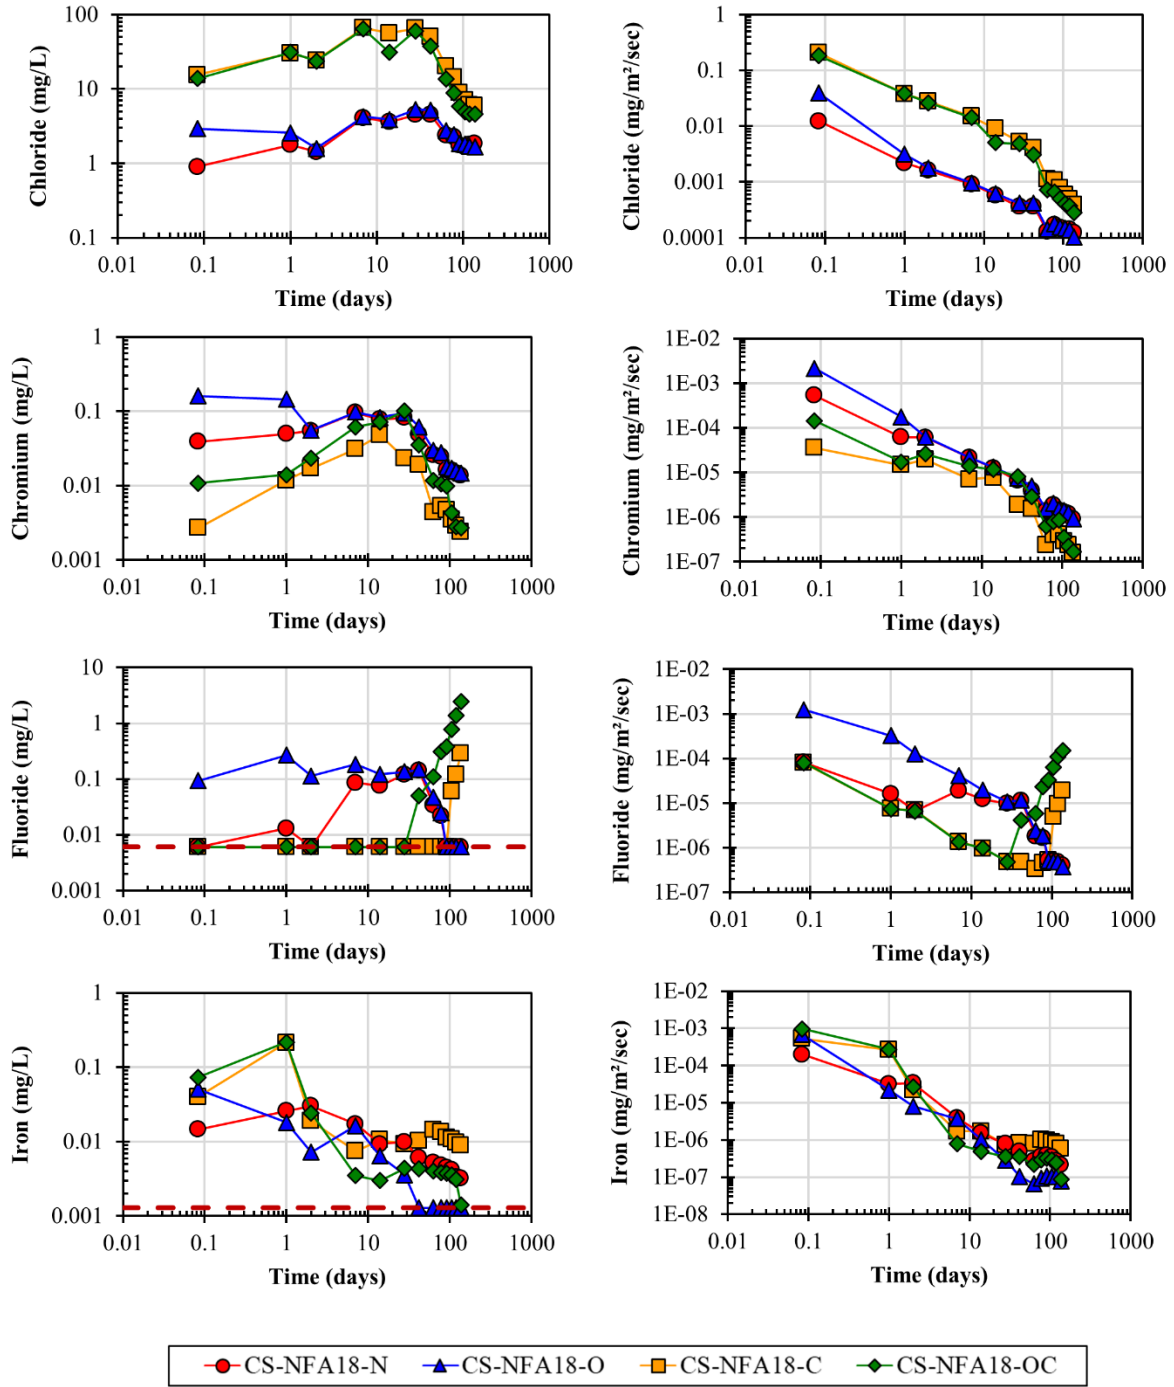 Chloride (mg/L)
100
10
1
0.1
0.01 0.1 1 10 100 1000
Time (days)
Chloride (mg/m²/sec)
1
0.1
0.01
0.001
0.0001
0.01 0.1 1 10 100 1000
Time (days)
Chromium (mg/L)
1
0.1
0.01
0.001
0.01 0.1 1 10 100 1000
Time (days)
Chromium (mg/m²/sec)
1E-02
1E-03
1E-04
1E-05
1E-06
1E-07
0.01 0.1 1 10 100 1000
Time (days)
Fluoride (mg/L)
10
1
0.1
0.01
0.001
0.01 0.1 1 10 100 1000
Time (days)
Fluoride (mg/m²/sec)
1E-02
1E-03
1E-04
1E-05
1E-06
1E-07
0.01 0.1 1 10 100 1000
Time (days)
Iron (mg/L)
1
0.1
0.01
0.001
0.01 0.1 1 10 100 1000
Time (days)
Iron (mg/m²/sec)
1E-02
1E-03
1E-04
1E-05
1E-06
1E-07
1E-08
0.01 0.1 1 10 100 1000
Time (days)
CS-NFA18-N CS-NFA18-O CS-NFA18-C CS-NFA18-OC